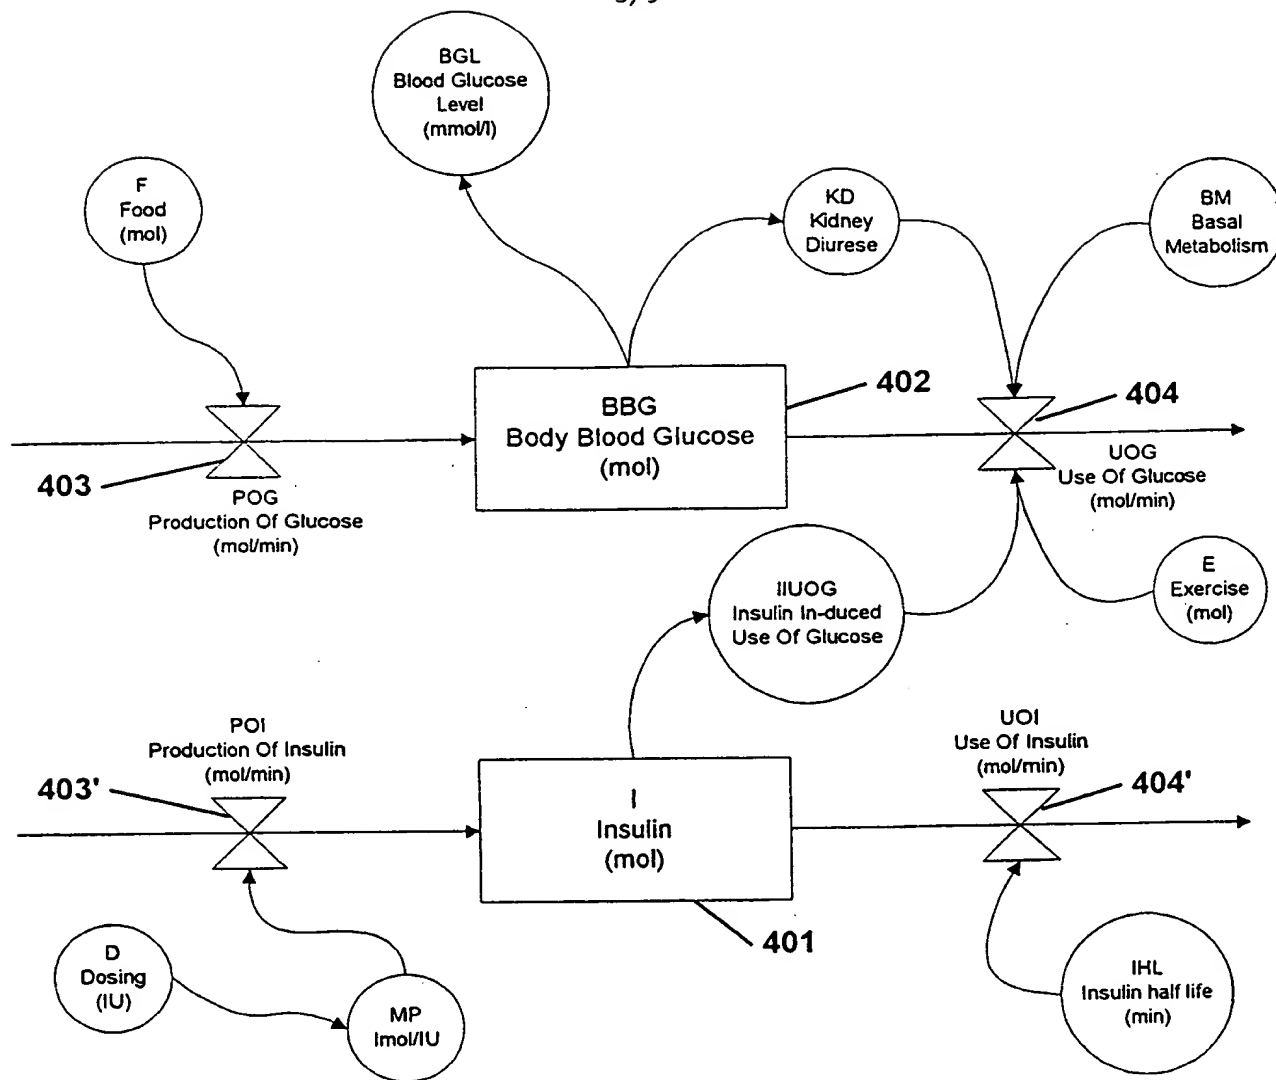 BGL
Blood Glucose
Level
(mmol/l)
F
Food
(mol)
KD
Kidney
Diurese
BM
Basal
Metabolism
402
404
BBG
Body Blood Glucose
(mol)
403
POG
Production Of Glucose
(mol/min)
UOG
Use Of Glucose
(mol/min)
IIUOG
Insulin In-duced
Use Of Glucose
E
Exercise
(mol)
POI
Production Of Insulin
(mol/min)
UOI
Use Of Insulin
(mol/min)
403'
404'
I
Insulin
(mol)
401
D
Dosing
(IU)
MP
Imol/IU
IHL
Insulin half life
(min)